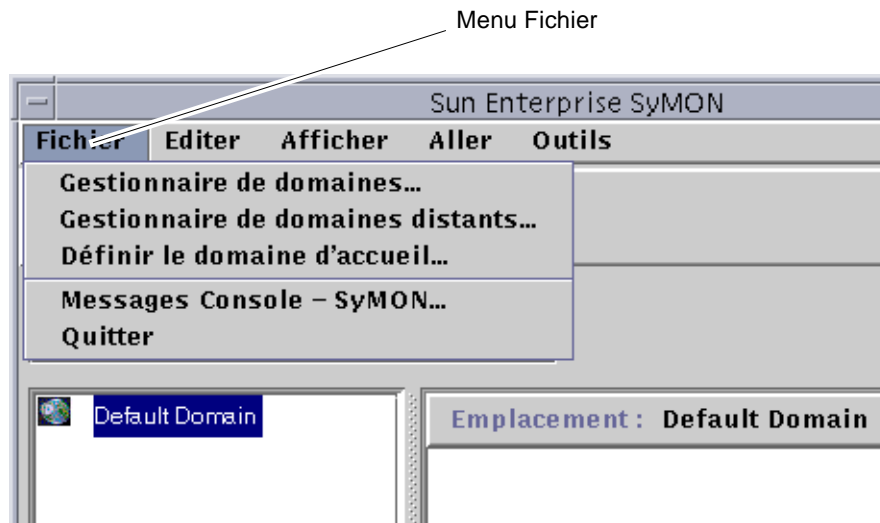 Menu Fichier
Sun Enterprise SyMON
Fichier Editer Afficher Aller Outils
Gestionnaire de domaines...
Gestionnaire de domaines distants...
Définir le domaine d'accueil...
Messages Console – SyMON...
Quitter
Default Domain
Emplacement : Default Domain